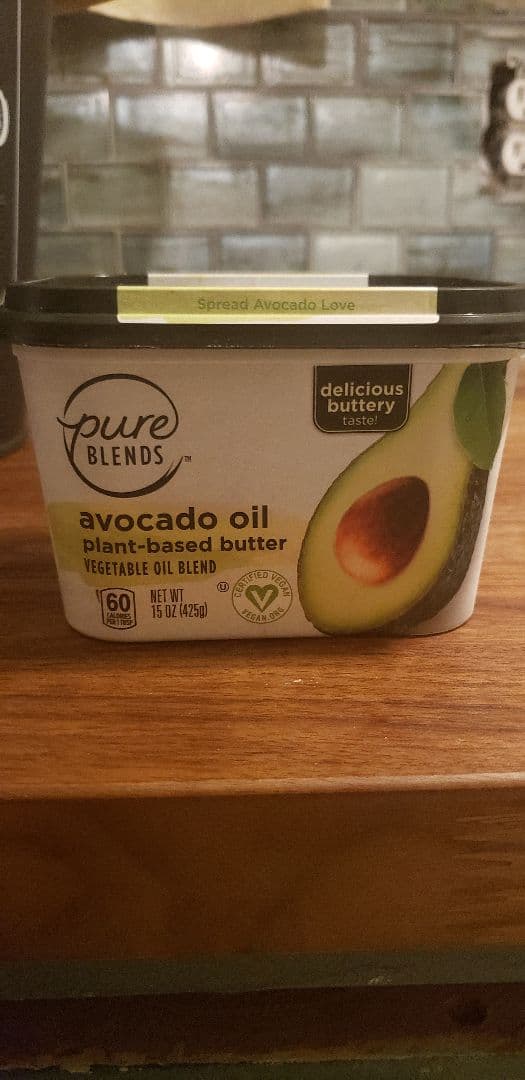 Spread Avocado Love
pure
BLENDS™
delicious
buttery
taste!
avocado oil
plant-based butter
VEGETABLE OIL BLEND
60
CALORIES
PER 1 TBSP
NET WT
15 OZ (425g)
U
CERTIFIED VEGAN
VEGAN.ORG